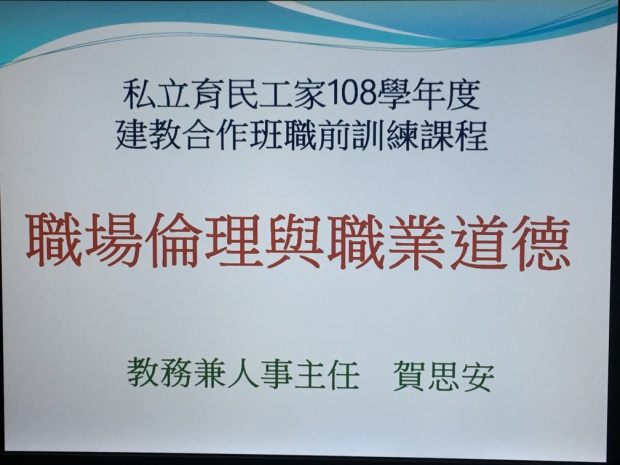 私立育民工家108學年度
建教合作班職前訓練課程
職場倫理與職業道德
教務兼人事主任　賀思安